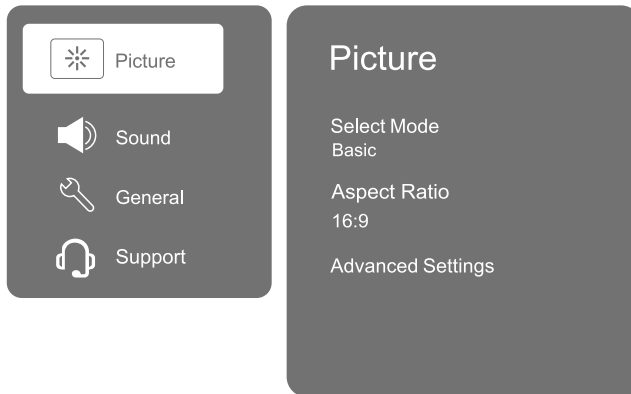 Picture
Sound
General
Support
Picture
Select Mode
Basic
Aspect Ratio
16:9
Advanced Settings